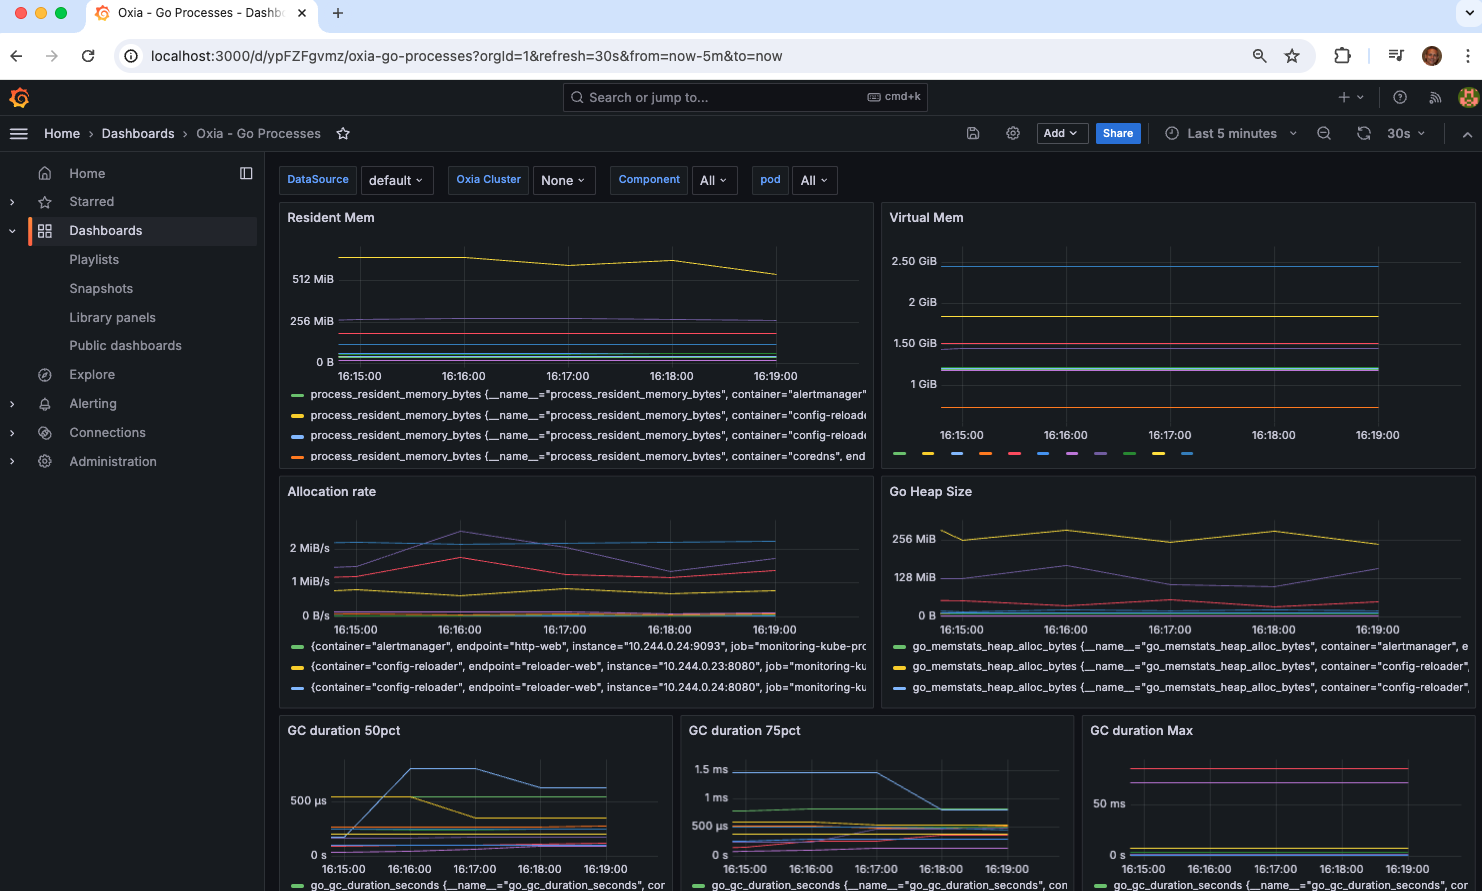 Oxia - Go Processes - Dashbo
localhost:3000/d/ypFZFgvmz/oxia-go-processes?orgId=1&refresh=30s&from=now-5m&to=now
Search or jump to... cmd+k
Home › Dashboards › Oxia - Go Processes
Add Share Last 5 minutes 30s
Home
Starred
Dashboards
Playlists
Snapshots
Library panels
Public dashboards
Explore
Alerting
Connections
Administration
DataSource default Oxia Cluster None Component All pod All
Resident Mem
512 MiB
256 MiB
0 B
16:15:00 16:16:00 16:17:00 16:18:00 16:19:00
process_resident_memory_bytes {__name__="process_resident_memory_bytes", container="alertmanager"
process_resident_memory_bytes {__name__="process_resident_memory_bytes", container="config-reloade
process_resident_memory_bytes {__name__="process_resident_memory_bytes", container="config-reloade
process_resident_memory_bytes {__name__="process_resident_memory_bytes", container="coredns", end
Virtual Mem
2.50 GiB
2 GiB
1.50 GiB
1 GiB
16:15:00 16:16:00 16:17:00 16:18:00 16:19:00
Allocation rate
2 MiB/s
1 MiB/s
0 B/s
16:15:00 16:16:00 16:17:00 16:18:00 16:19:00
{container="alertmanager", endpoint="http-web", instance="10.244.0.24:9093", job="monitoring-kube-pro
{container="config-reloader", endpoint="reloader-web", instance="10.244.0.23:8080", job="monitoring-ku
{container="config-reloader", endpoint="reloader-web", instance="10.244.0.24:8080", job="monitoring-ku
Go Heap Size
256 MiB
128 MiB
0 B
16:15:00 16:16:00 16:17:00 16:18:00 16:19:00
go_memstats_heap_alloc_bytes {__name__="go_memstats_heap_alloc_bytes", container="alertmanager", e
go_memstats_heap_alloc_bytes {__name__="go_memstats_heap_alloc_bytes", container="config-reloader",
go_memstats_heap_alloc_bytes {__name__="go_memstats_heap_alloc_bytes", container="config-reloader",
GC duration 50pct
500 µs
0 s
16:15:00 16:16:00 16:17:00 16:18:00 16:19:00
go_gc_duration_seconds {__name__="go_gc_duration_seconds", cor
GC duration 75pct
1.5 ms
1 ms
500 µs
0 s
16:15:00 16:16:00 16:17:00 16:18:00 16:19:00
go_gc_duration_seconds {__name__="go_gc_duration_seconds", con
GC duration Max
50 ms
0 s
16:15:00 16:16:00 16:17:00 16:18:00 16:19:00
go_gc_duration_seconds {__name__="go_gc_duration_seconds", con